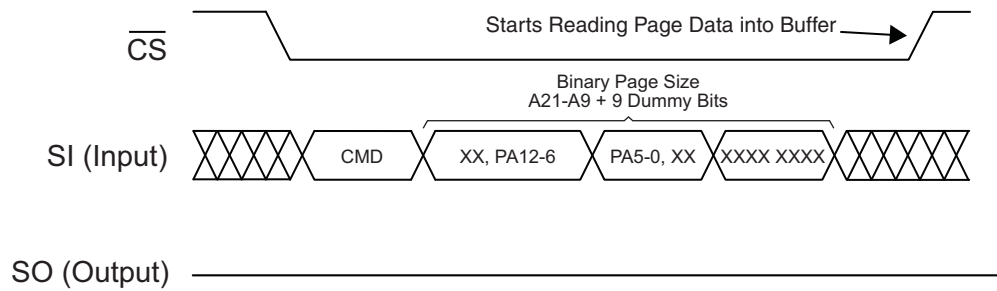 Starts Reading Page Data into Buffer
CS
Binary Page Size
A21-A9 + 9 Dummy Bits
SI (Input)
CMD
XX, PA12-6
PA5-0, XX
XXXX XXXX
SO (Output)